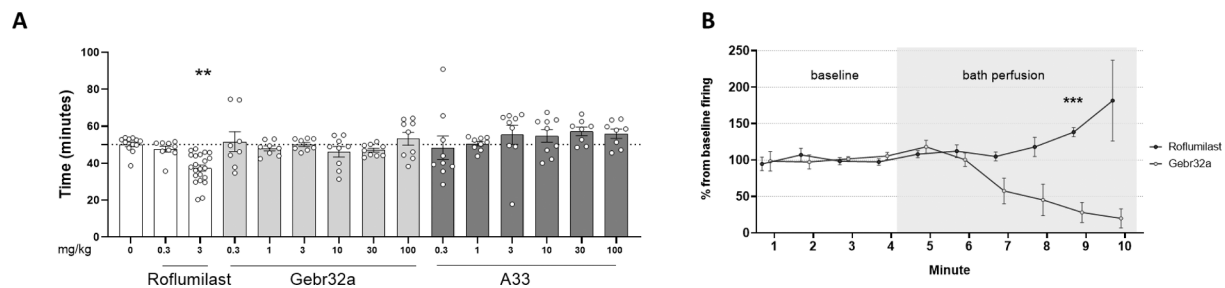 A
100
80
60
40
20
0
Time (minutes)
**
mg/kg
0 0.3 3 0.3 1 3 10 30 100 0.3 1 3 10 30 100
Roflumilast Gebr32a A33
B
250
200
150
100
50
0
% from baseline firing
baseline bath perfusion
***
1 2 3 4 5 6 7 8 9 10
Minute
Roflumilast
Gebr32a